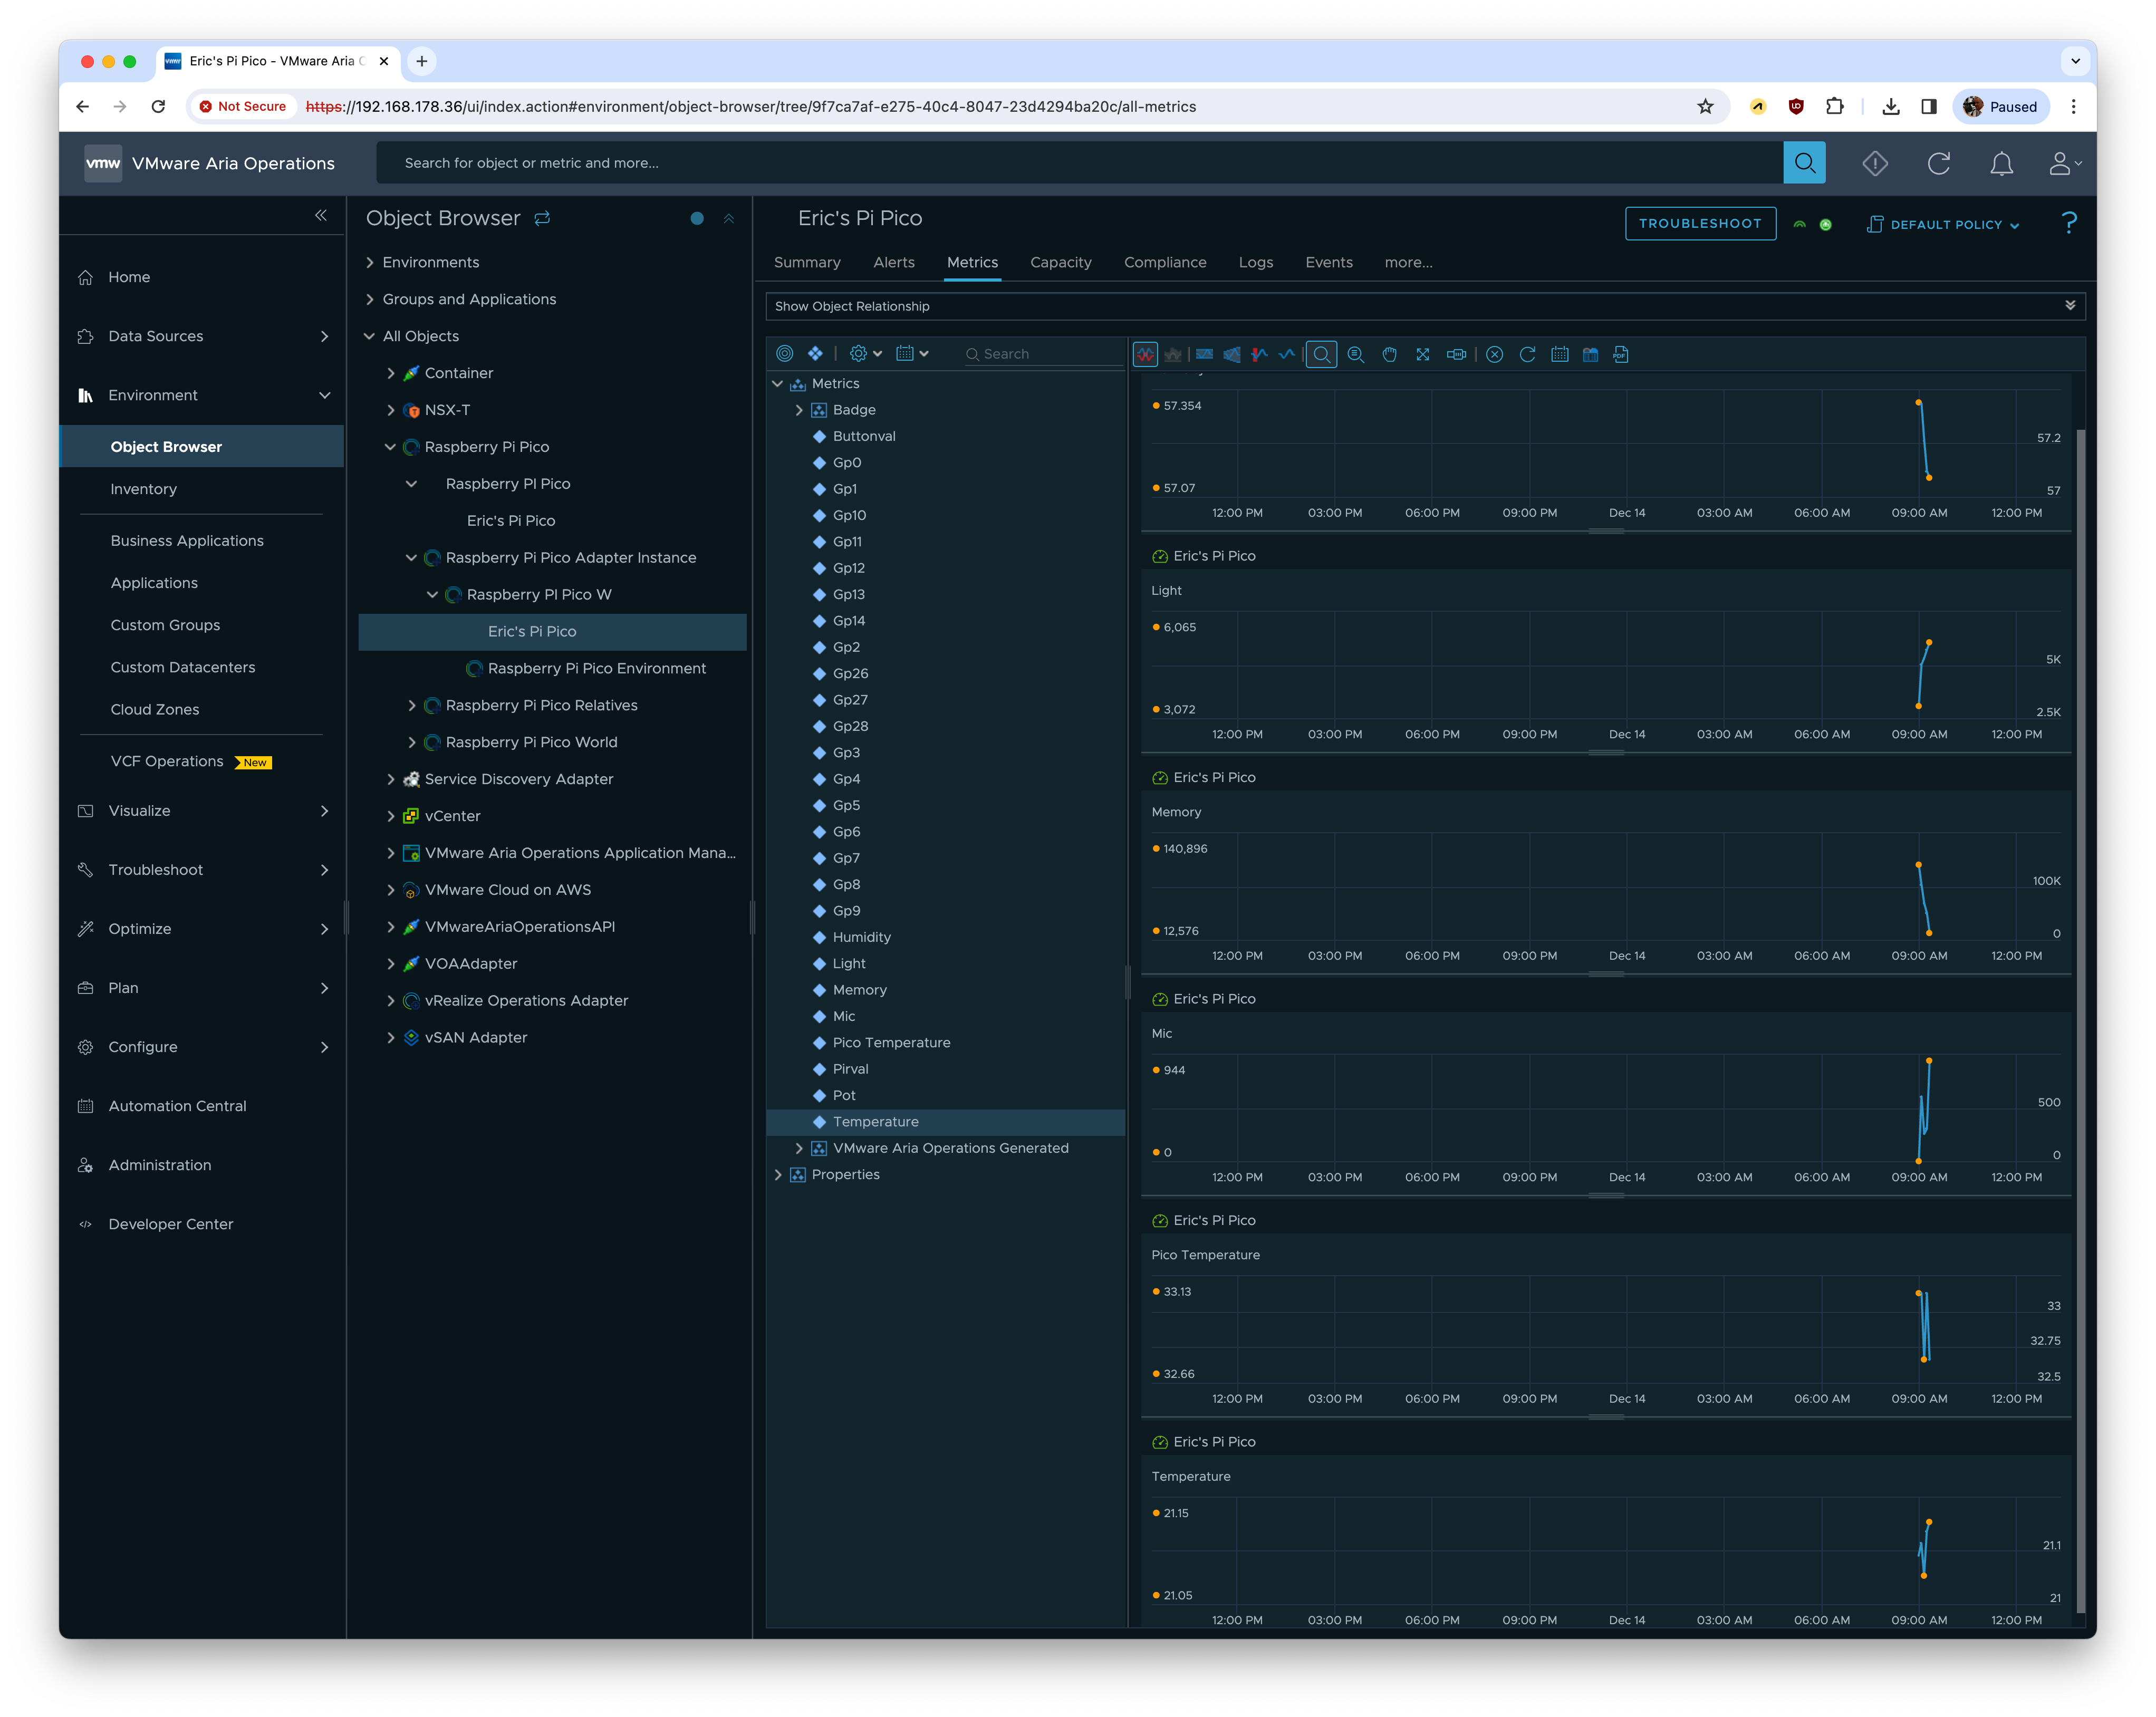 Eric's Pi Pico - VMware Aria O
Not Secure
https://192.168.178.36/ui/index.action#environment/object-browser/tree/9f7ca7af-e275-40c4-8047-23d4294ba20c/all-metrics
Paused
vmw VMware Aria Operations
Search for object or metric and more...
Home
Data Sources
Environment
Object Browser
Inventory
Business Applications
Applications
Custom Groups
Custom Datacenters
Cloud Zones
VCF Operations New
Visualize
Troubleshoot
Optimize
Plan
Configure
Automation Central
Administration
Developer Center
Object Browser
Environments
Groups and Applications
All Objects
Container
NSX-T
Raspberry Pi Pico
Raspberry PI Pico
Eric's Pi Pico
Raspberry Pi Pico Adapter Instance
Raspberry PI Pico W
Eric's Pi Pico
Raspberry Pi Pico Environment
Raspberry Pi Pico Relatives
Raspberry Pi Pico World
Service Discovery Adapter
vCenter
VMware Aria Operations Application Mana...
VMware Cloud on AWS
VMwareAriaOperationsAPI
VOAAdapter
vRealize Operations Adapter
vSAN Adapter
Eric's Pi Pico
TROUBLESHOOT
DEFAULT POLICY
?
Summary Alerts Metrics Capacity Compliance Logs Events more...
Show Object Relationship
Search
Metrics
Badge
Buttonval
Gp0
Gp1
Gp10
Gp11
Gp12
Gp13
Gp14
Gp2
Gp26
Gp27
Gp28
Gp3
Gp4
Gp5
Gp6
Gp7
Gp8
Gp9
Humidity
Light
Memory
Mic
Pico Temperature
Pirval
Pot
Temperature
VMware Aria Operations Generated
Properties
PDF
57.354
57.2
57.07
57
12:00 PM 03:00 PM 06:00 PM 09:00 PM Dec 14 03:00 AM 06:00 AM 09:00 AM 12:00 PM
Eric's Pi Pico
Light
6,065
5K
3,072
2.5K
12:00 PM 03:00 PM 06:00 PM 09:00 PM Dec 14 03:00 AM 06:00 AM 09:00 AM 12:00 PM
Eric's Pi Pico
Memory
140,896
100K
12,576
0
12:00 PM 03:00 PM 06:00 PM 09:00 PM Dec 14 03:00 AM 06:00 AM 09:00 AM 12:00 PM
Eric's Pi Pico
Mic
944
500
0
0
12:00 PM 03:00 PM 06:00 PM 09:00 PM Dec 14 03:00 AM 06:00 AM 09:00 AM 12:00 PM
Eric's Pi Pico
Pico Temperature
33.13
33
32.75
32.66
32.5
12:00 PM 03:00 PM 06:00 PM 09:00 PM Dec 14 03:00 AM 06:00 AM 09:00 AM 12:00 PM
Eric's Pi Pico
Temperature
21.15
21.1
21.05
21
12:00 PM 03:00 PM 06:00 PM 09:00 PM Dec 14 03:00 AM 06:00 AM 09:00 AM 12:00 PM